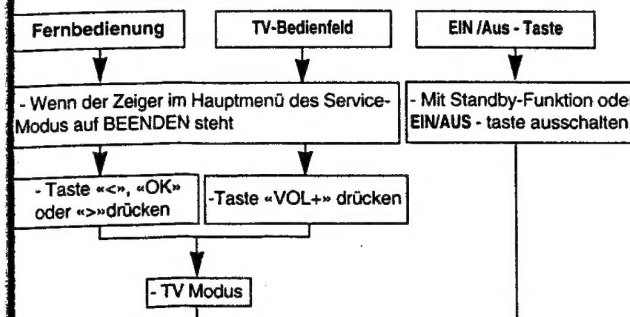 Fernbedienung
TV-Bedienfeld
EIN /Aus - Taste
- Wenn der Zeiger im Hauptmenü des Service-
Modus auf BEENDEN steht
- Mit Standby-Funktion ode
EIN/AUS - taste ausschalten
- Taste «<», «OK»
oder «>»drücken
-Taste «VOL+» drücken
- TV Modus